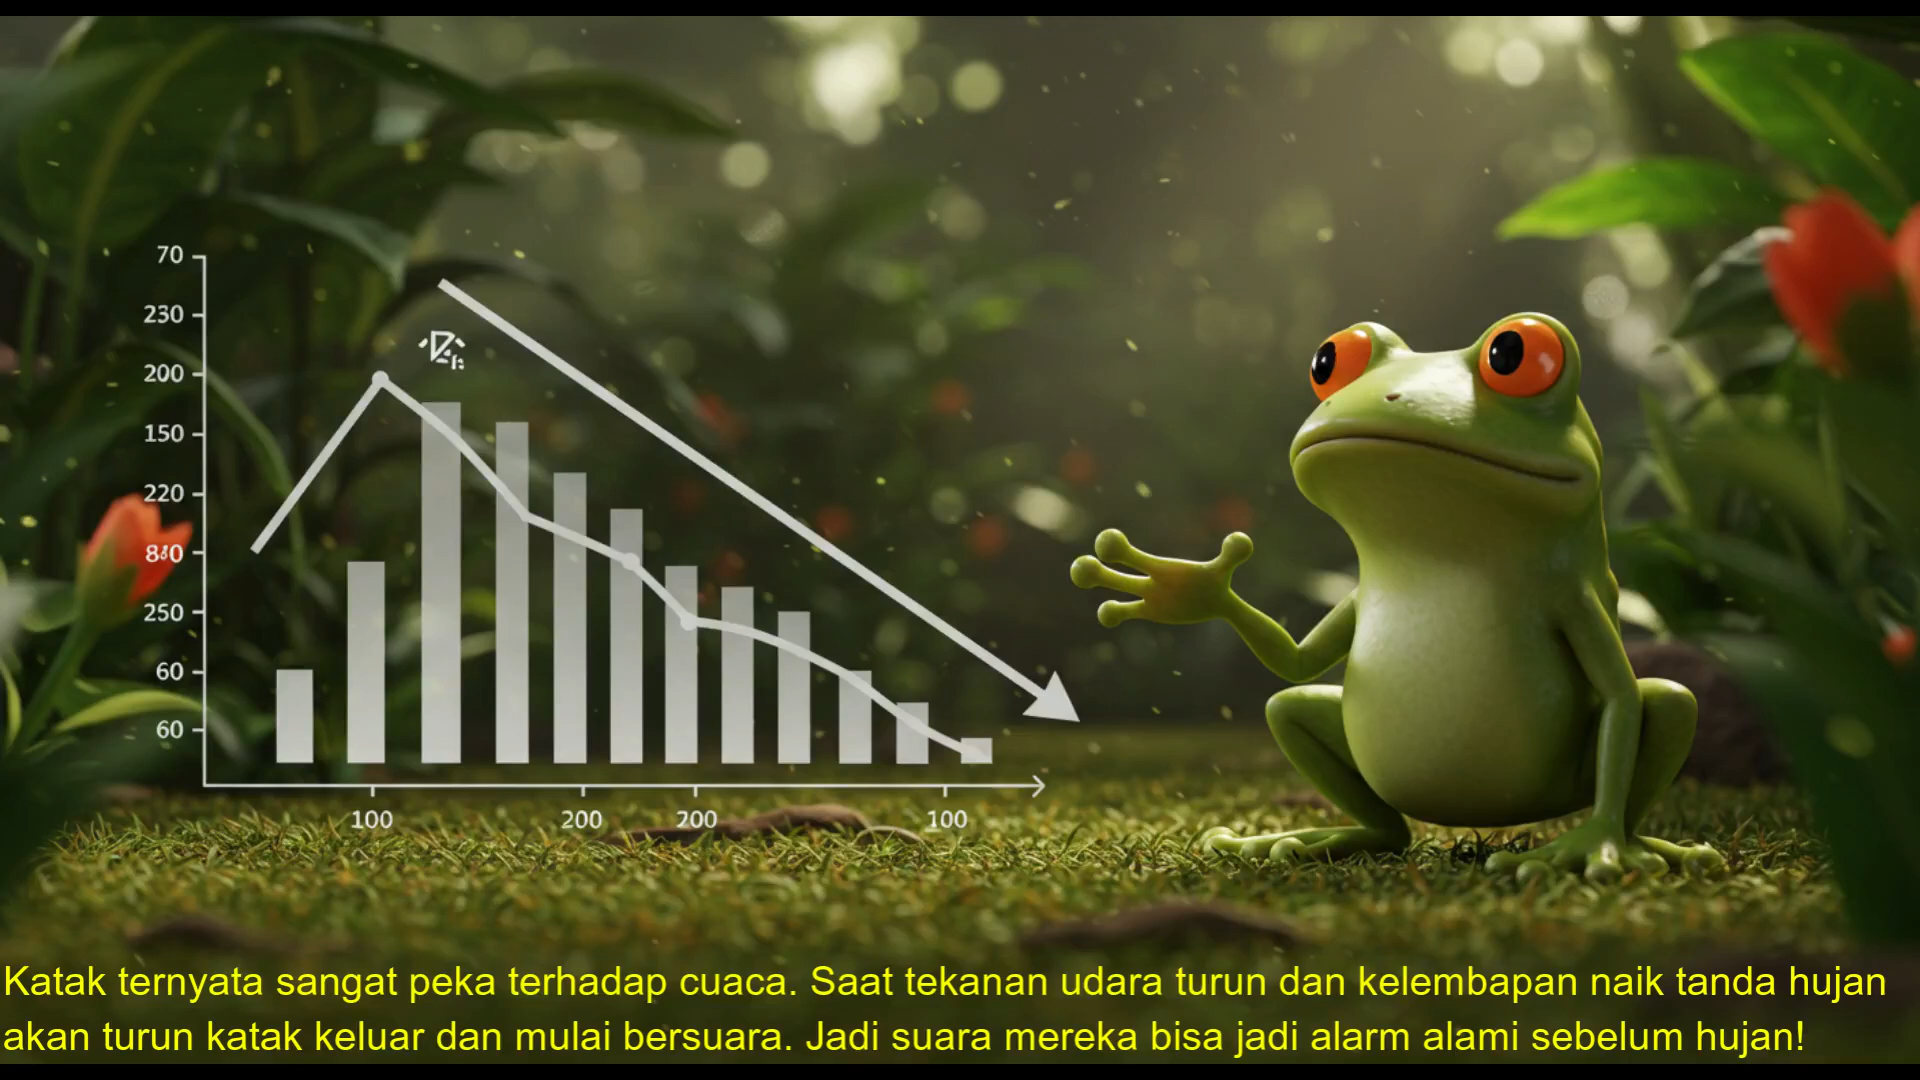 70
230
200
150
220
250
60
60
100 200 200 100
Katak ternyata sangat peka terhadap cuaca. Saat tekanan udara turun dan kelembapan naik tanda hujan
akan turun katak keluar dan mulai bersuara. Jadi suara mereka bisa jadi alarm alami sebelum hujan!